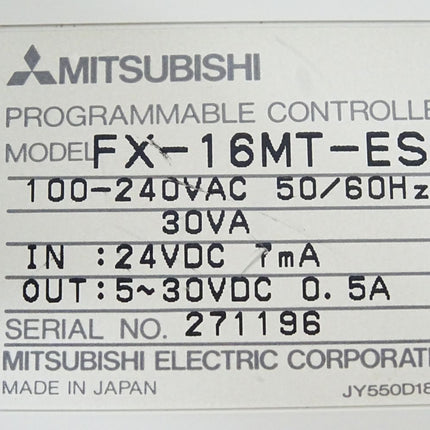 MITSUBISHI
PROGRAMMABLE CONTROLLE
MODEL FX-16MT-ES
100-240VAC 50/60Hz
30VA
IN :24VDC 7mA
OUT:5~30VDC 0.5A
SERIAL NO. 271196
MITSUBISHI ELECTRIC CORPORAT
MADE IN JAPAN JY550D18